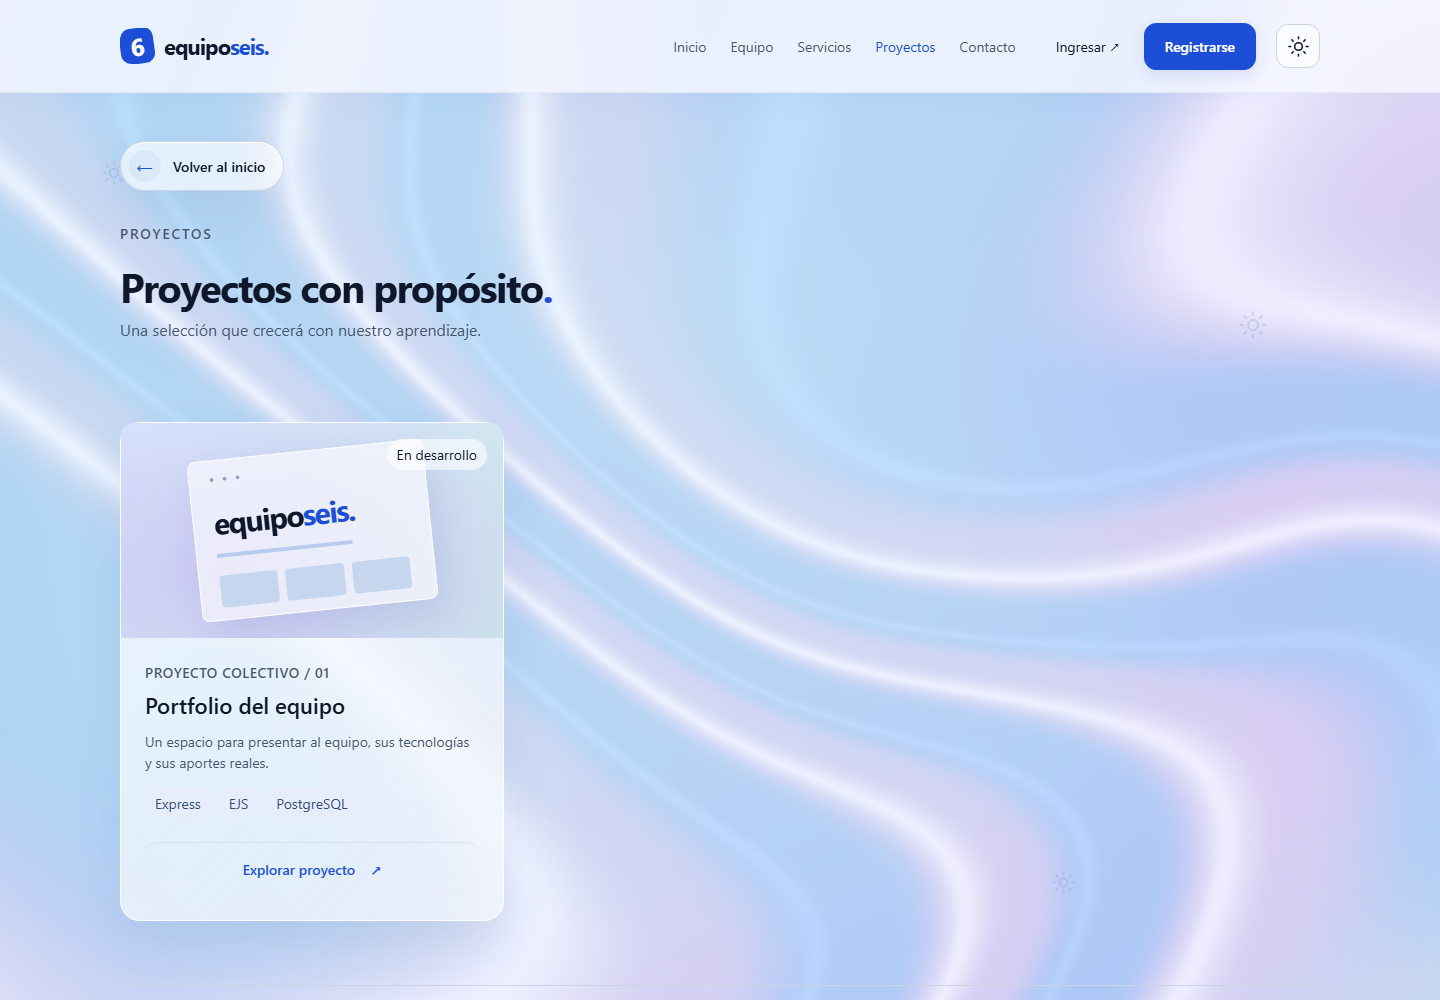 6 equiposeis.
Inicio Equipo Servicios Proyectos Contacto Ingresar ↗ Registrarse
← Volver al inicio
PROYECTOS
Proyectos con propósito.
Una selección que crecerá con nuestro aprendizaje.
En desarrollo
equiposeis.
PROYECTO COLECTIVO / 01
Portfolio del equipo
Un espacio para presentar al equipo, sus tecnologías
y sus aportes reales.
Express EJS PostgreSQL
Explorar proyecto ↗